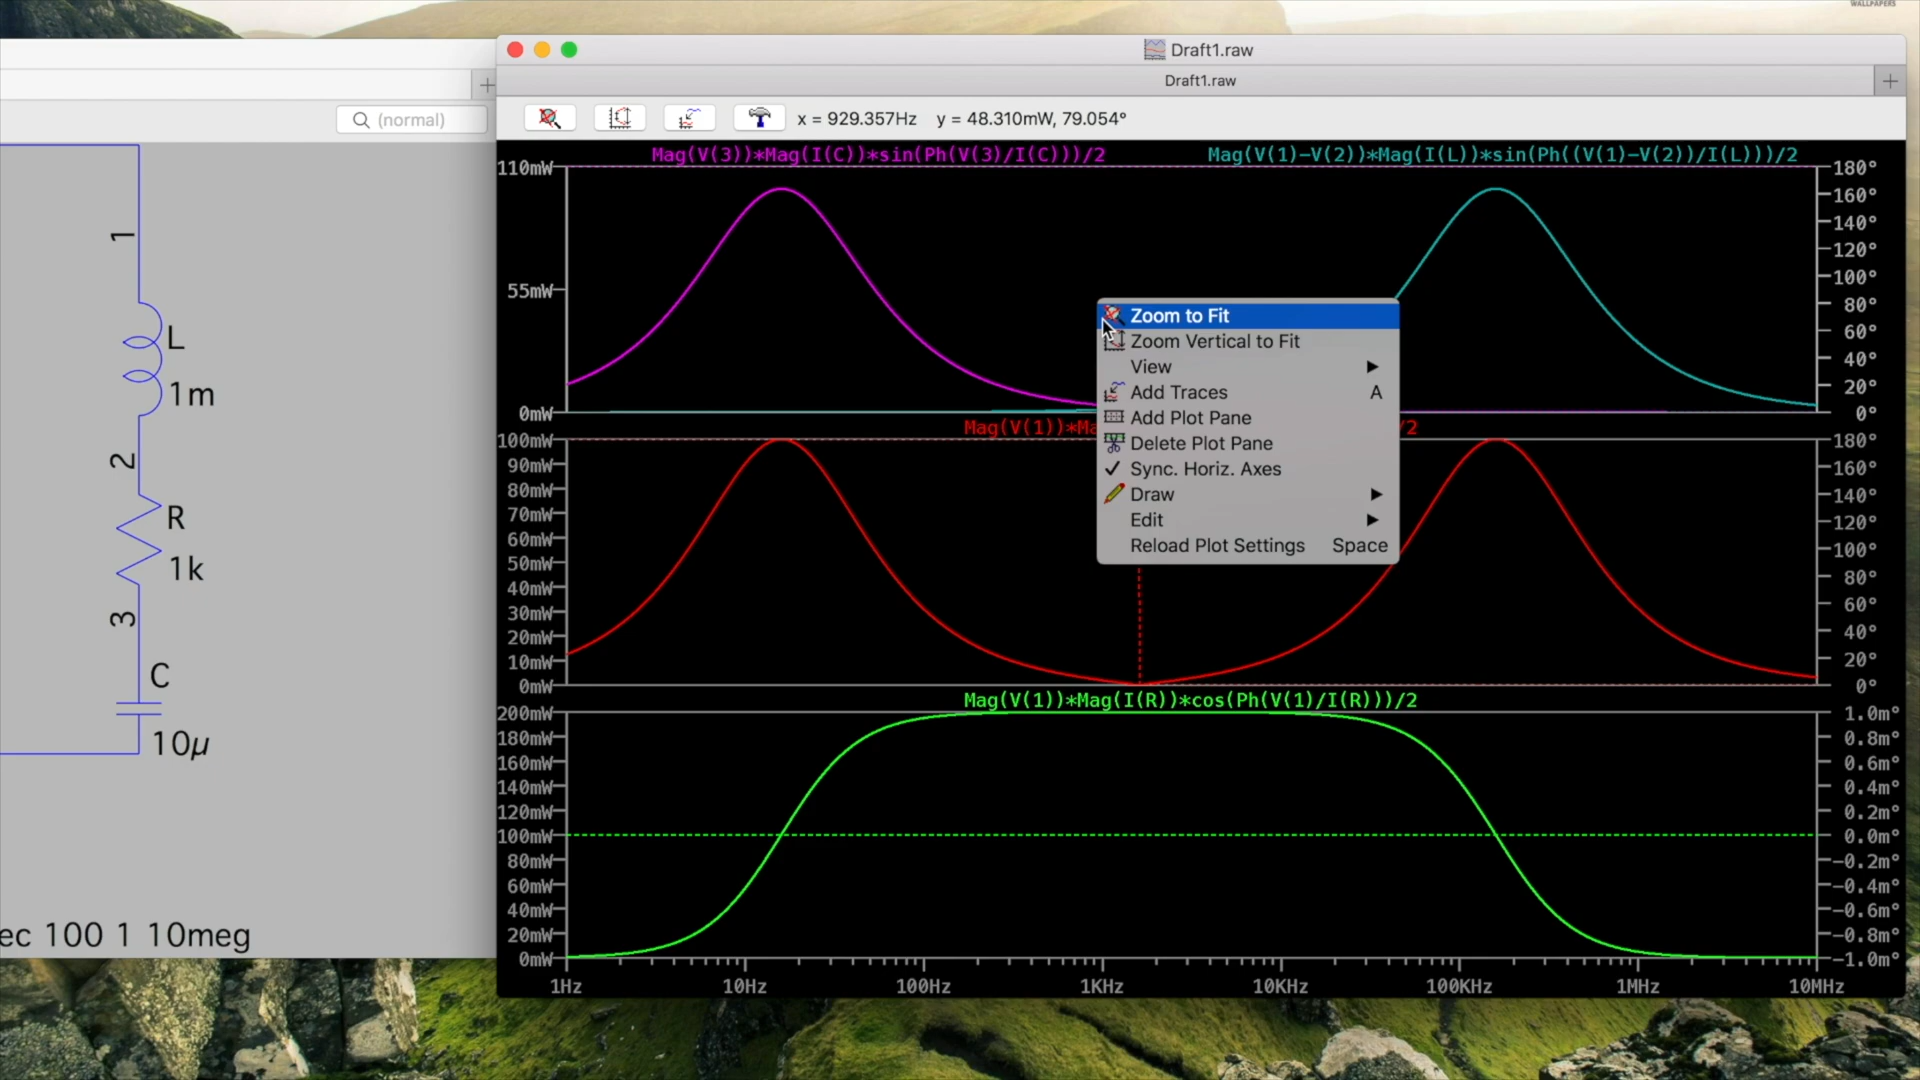 WALLPAPERS
Draft1.raw
Draft1.raw
(normal)
x = 929.357Hz y = 48.310mW, 79.054°
Mag(V(3))*Mag(I(C))*sin(Ph(V(3)/I(C)))/2
Mag(V(1)-V(2))*Mag(I(L))*sin(Ph((V(1)-V(2))/I(L)))/2
110mW
55mW
0mW
180°
160°
140°
120°
100°
80°
60°
40°
20°
0°
1
L
1m
2
R
1k
3
C
10µ
ec 100 1 10meg
Zoom to Fit
Zoom Vertical to Fit
View
Add Traces A
Add Plot Pane
Delete Plot Pane
Sync. Horiz. Axes
Draw
Edit
Reload Plot Settings Space
Mag(V(1))*Ma
/2
100mW
90mW
80mW
70mW
60mW
50mW
40mW
30mW
20mW
10mW
0mW
180°
160°
140°
120°
100°
80°
60°
40°
20°
0°
Mag(V(1))*Mag(I(R))*cos(Ph(V(1)/I(R)))/2
200mW
180mW
160mW
140mW
120mW
100mW
80mW
60mW
40mW
20mW
0mW
1.0m°
0.8m°
0.6m°
0.4m°
0.2m°
0.0m°
-0.2m°
-0.4m°
-0.6m°
-0.8m°
-1.0m°
1Hz 10Hz 100Hz 1KHz 10KHz 100KHz 1MHz 10MHz